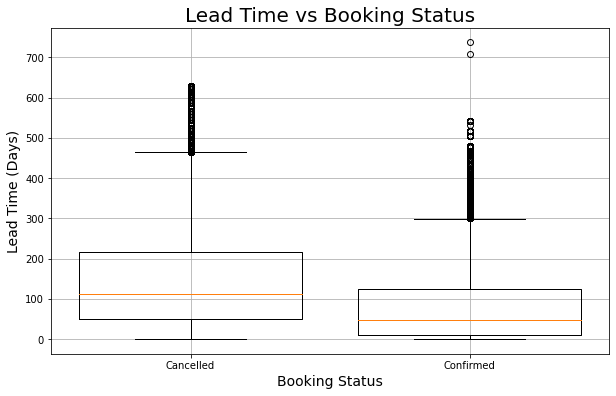 Lead Time vs Booking Status
Lead Time (Days)
700
600
500
400
300
200
100
0
Cancelled Confirmed
Booking Status